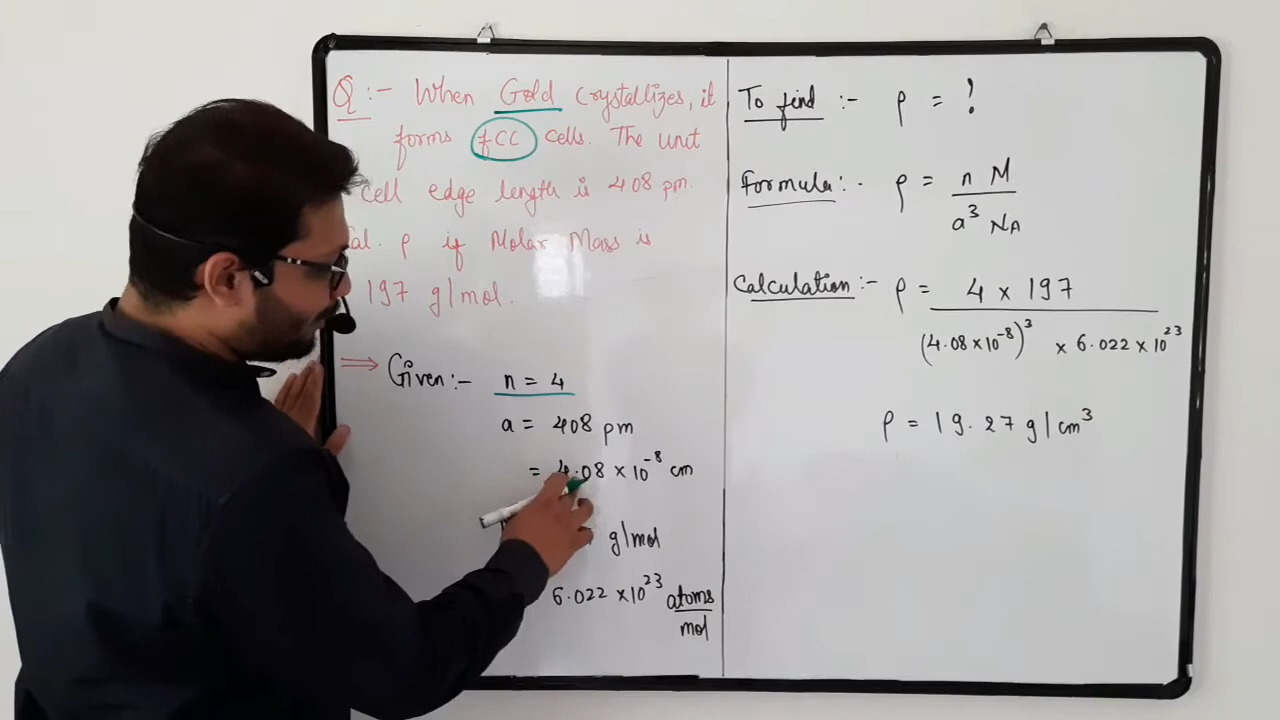 Q:- When Gold crystallizes, it
forms fCC cells. The unit
cell edge length is 408 pm.
Cal. ρ if Molar Mass is
197 g/mol.
⇒ Given:- n = 4
a = 408 pm
= 4.08 × 10⁻⁸ cm
g/mol
6.022 × 10²³ atoms/mol
To find :- ρ = ?
Formula:- ρ = n M / a³ NA
Calculation:- ρ = 4 × 197 / (4.08 × 10⁻⁸)³ × 6.022 × 10²³
ρ = 19.27 g/cm³